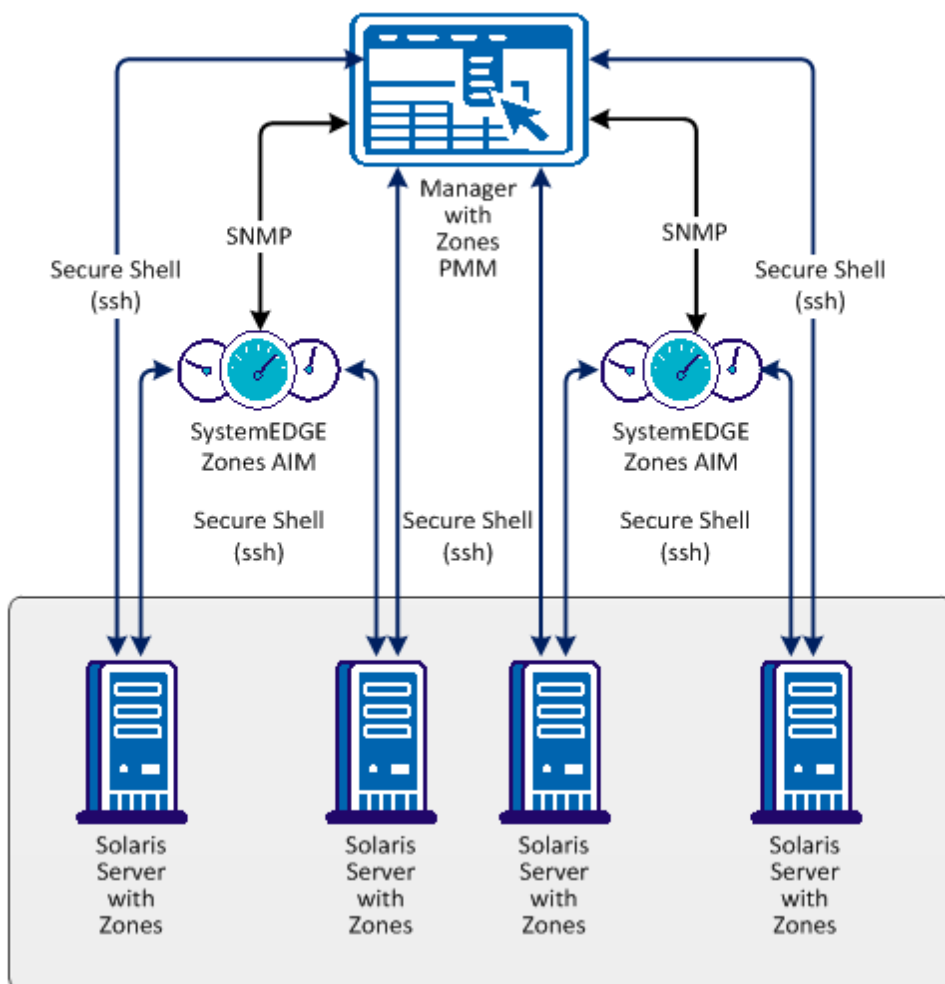 Manager
with
Zones
PMM
SNMP
SNMP
Secure Shell
(ssh)
Secure Shell
(ssh)
SystemEDGE
Zones AIM
SystemEDGE
Zones AIM
Secure Shell
(ssh)
Secure Shell
(ssh)
Secure Shell
(ssh)
Solaris
Server
with
Zones
Solaris
Server
with
Zones
Solaris
Server
with
Zones
Solaris
Server
with
Zones